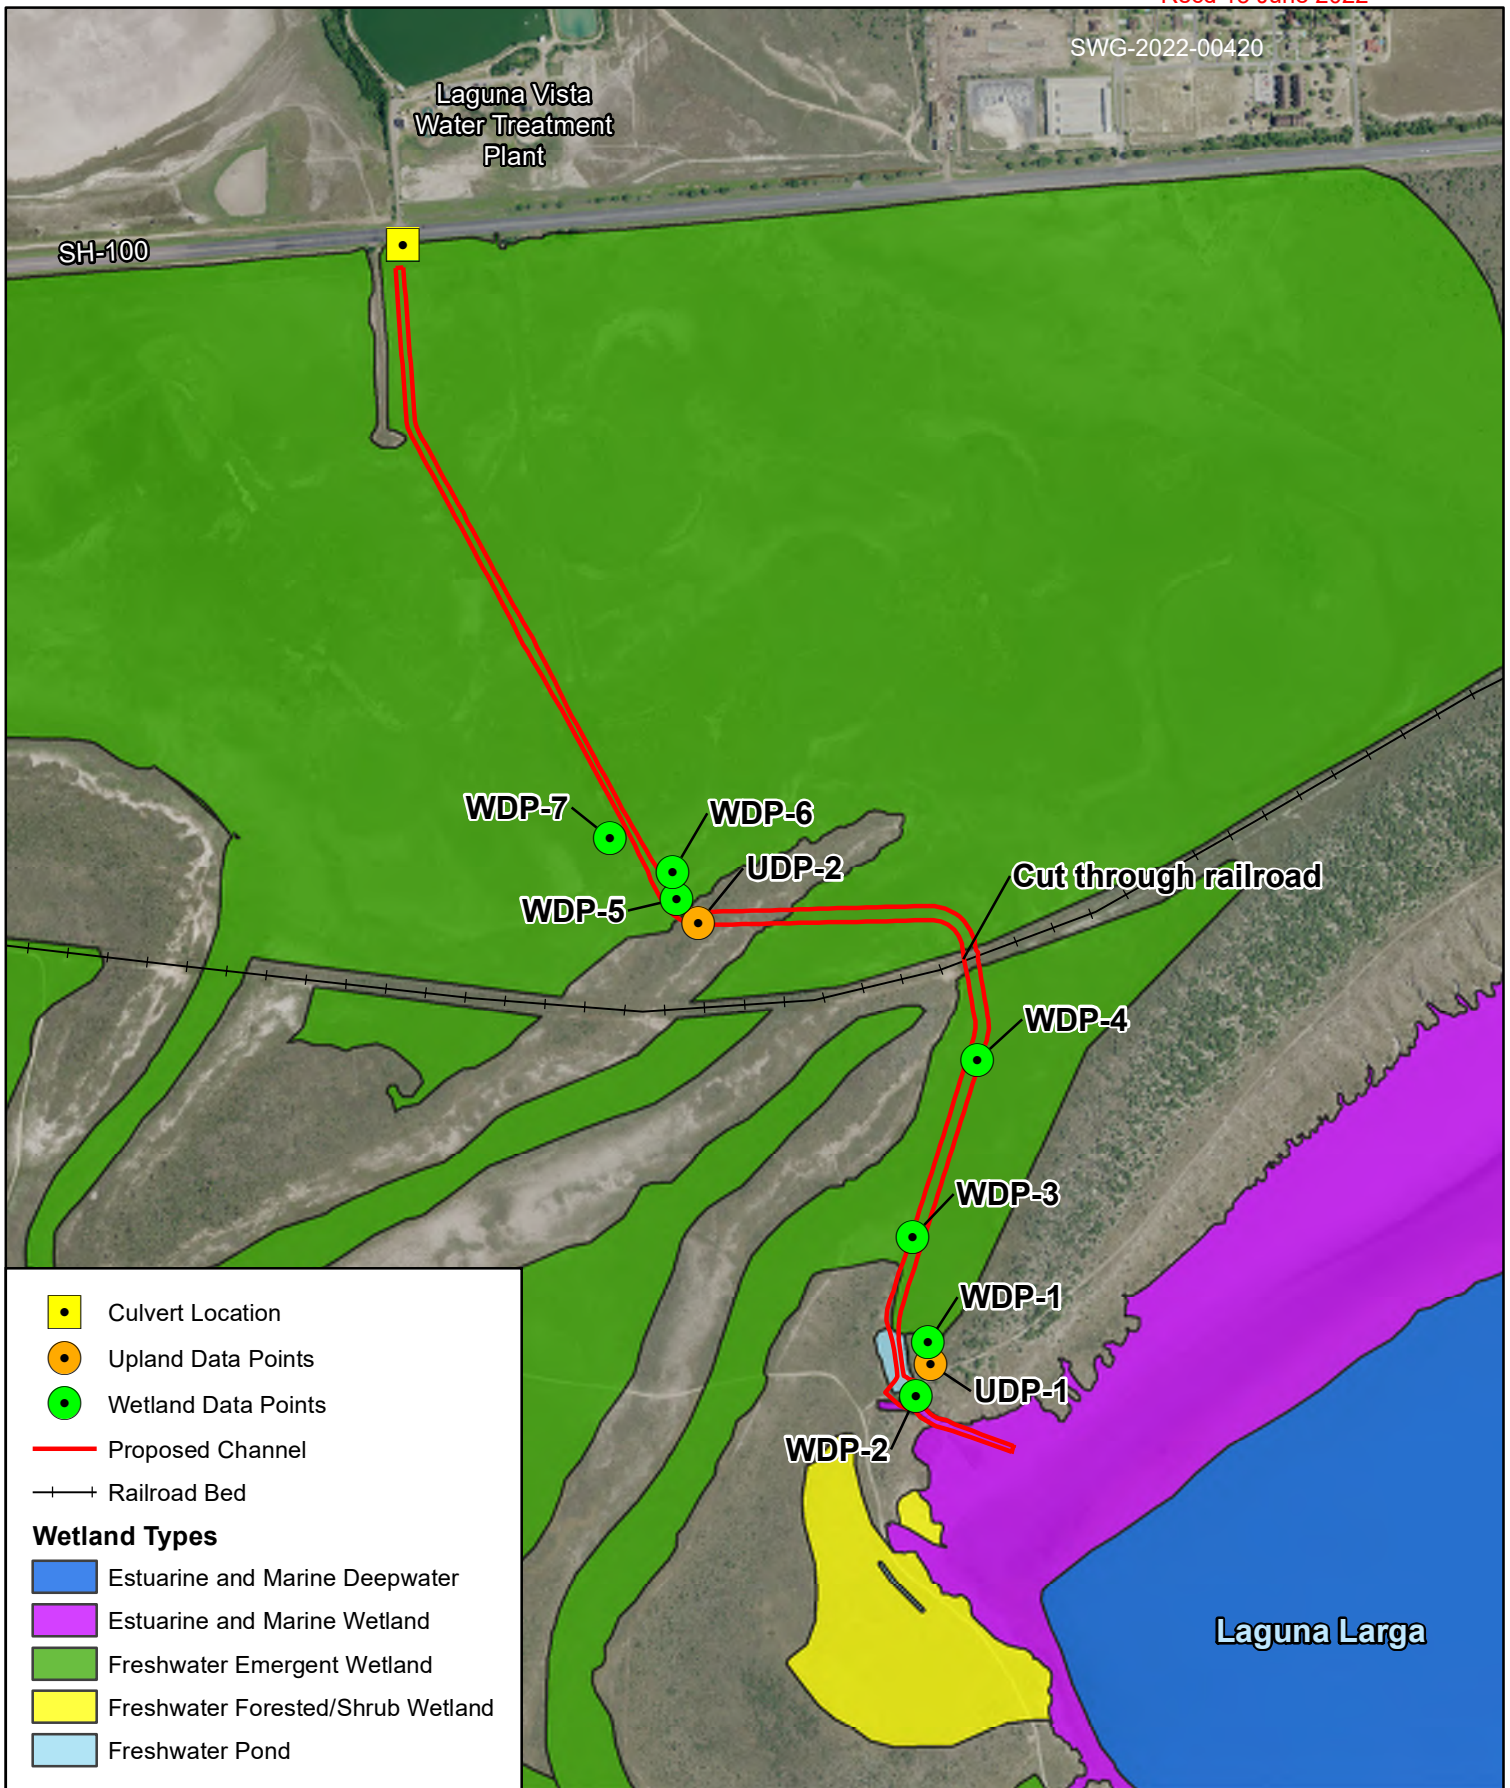 SWG-2022-00420
Laguna Vista
Water Treatment
Plant
SH-100
WDP-7
WDP-6
UDP-2
WDP-5
Cut through railroad
WDP-4
WDP-3
WDP-1
UDP-1
WDP-2
Laguna Larga
Culvert Location
Upland Data Points
Wetland Data Points
Proposed Channel
Railroad Bed
Wetland Types
Estuarine and Marine Deepwater
Estuarine and Marine Wetland
Freshwater Emergent Wetland
Freshwater Forested/Shrub Wetland
Freshwater Pond